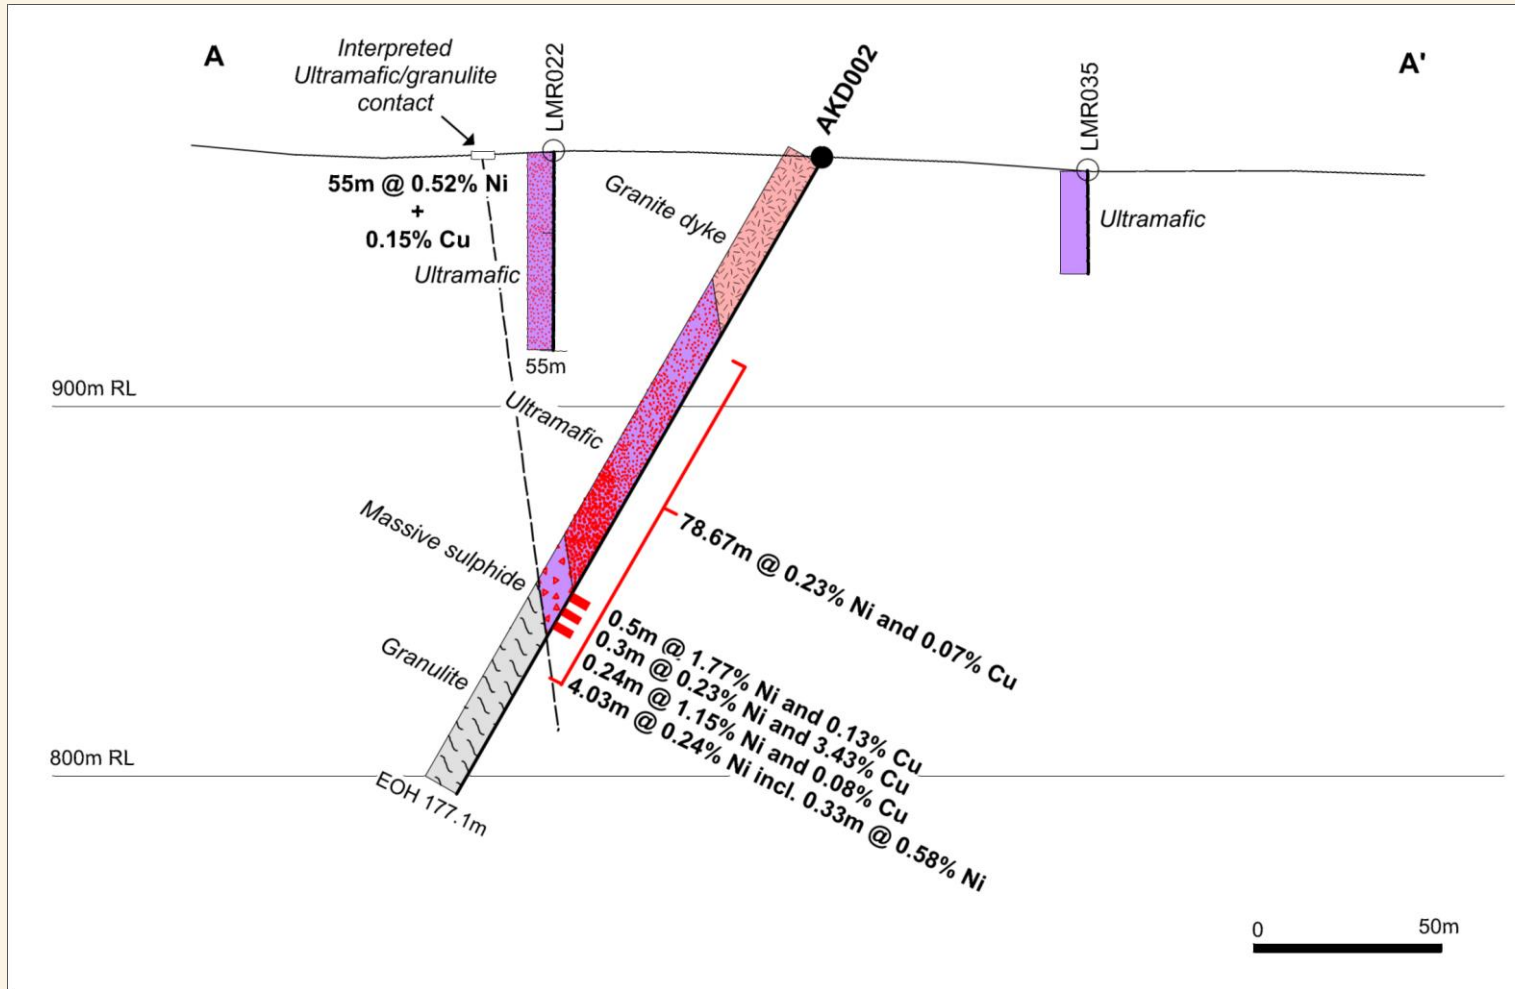 A
A'
Interpreted
Ultramafic/granulite
contact
LMR022
AKD002
LMR035
55m @ 0.52% Ni
+
0.15% Cu
Granite dyke
Ultramafic
Ultramafic
55m
900m RL
Ultramafic
Massive sulphide
78.67m @ 0.23% Ni and 0.07% Cu
0.5m @ 1.77% Ni and 0.13% Cu
0.3m @ 0.23% Ni and 3.43% Cu
0.24m @ 1.15% Ni and 0.08% Cu
4.03m @ 0.24% Ni incl. 0.33m @ 0.58% Ni
Granulite
800m RL
EOH 177.1m
0 50m